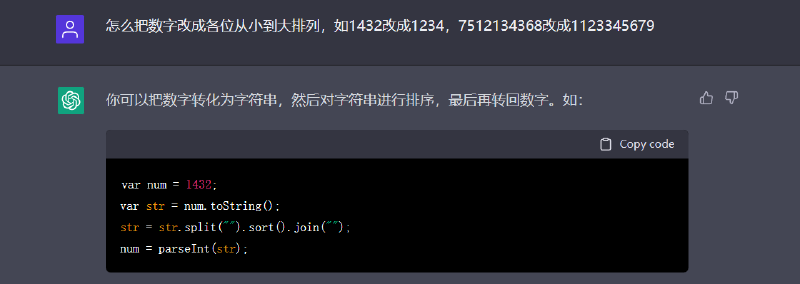 怎么把数字改成各位从小到大排列，如1432改成1234，7512134368改成1123345679
你可以把数字转化为字符串，然后对字符串进行排序，最后再转回数字。如：
Copy code
var num = 1432;
var str = num.toString();
str = str.split("").sort().join("");
num = parseInt(str);